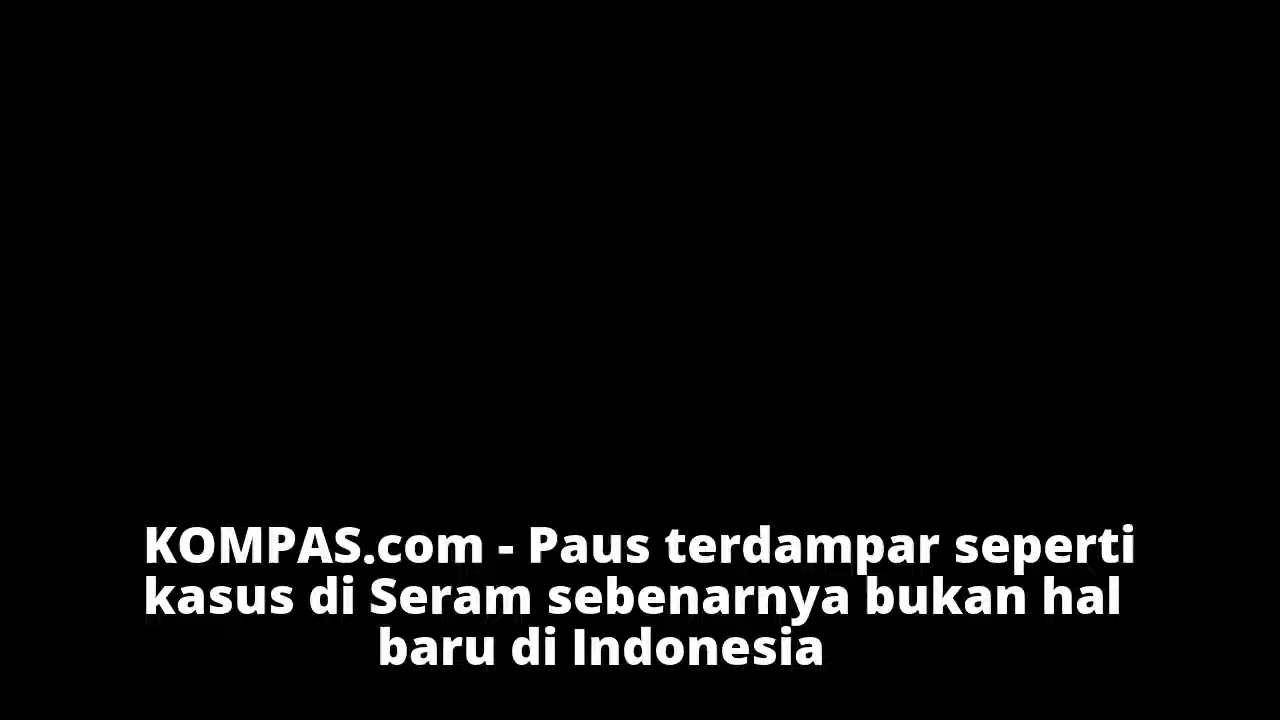 KOMPAS.com - Paus terdampar seperti
kasus di Seram sebenarnya bukan hal
baru di Indonesia